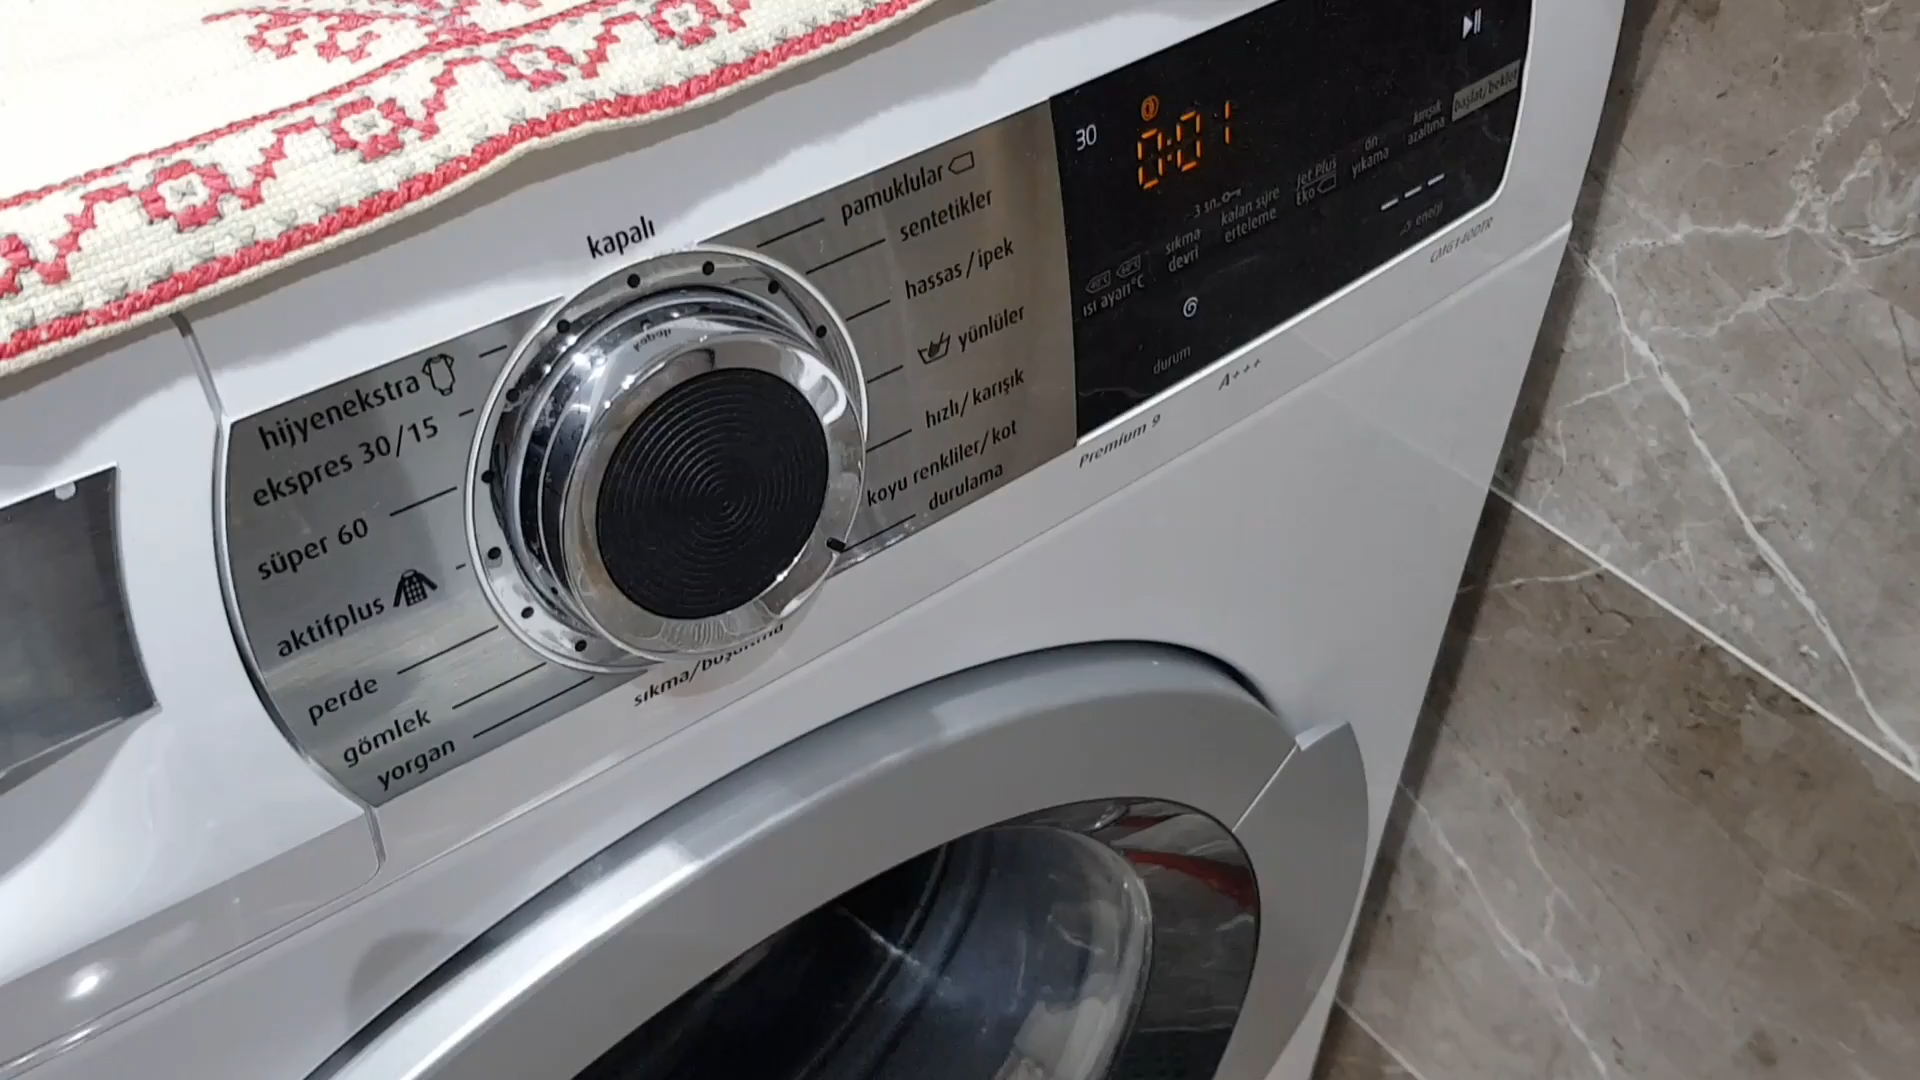 kapalı
hijyenekstra
ekspres 30/15
süper 60
aktifplus
perde
gömlek
yorgan
pamuklular
sentetikler
hassas/ipek
yünlüler
hızlı/karışık
koyu renkliler/kot
durulama
30
0:01
başlat/beklet
kırışık
azaltma
ön
yıkama
Jet Plus
Eko
3 sn.
kalan süre
erteleme
sıkma
devri
ısı ayarı°C
enerji
durum
A+++
Premium 9